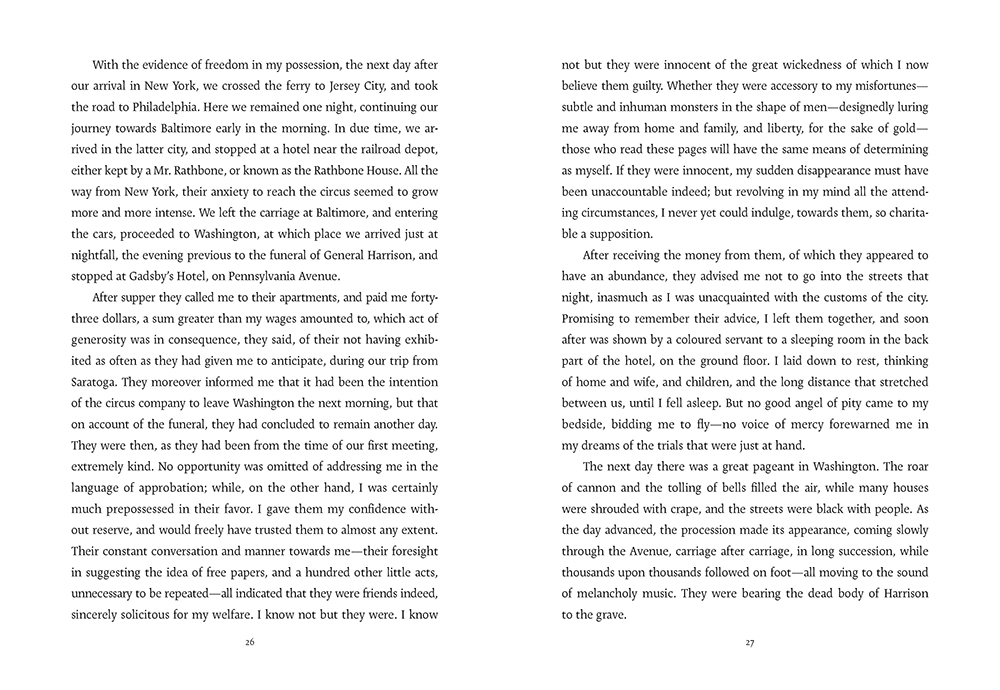 With the evidence of freedom in my possession, the next day after
our arrival in New York, we crossed the ferry to Jersey City, and took
the road to Philadelphia. Here we remained one night, continuing our
journey towards Baltimore early in the morning. In due time, we ar-
rived in the latter city, and stopped at a hotel near the railroad depot,
either kept by a Mr. Rathbone, or known as the Rathbone House. All the
way from New York, their anxiety to reach the circus seemed to grow
more and more intense. We left the carriage at Baltimore, and entering
the cars, proceeded to Washington, at which place we arrived just at
nightfall, the evening previous to the funeral of General Harrison, and
stopped at Gadsby’s Hotel, on Pennsylvania Avenue.
After supper they called me to their apartments, and paid me forty-
three dollars, a sum greater than my wages amounted to, which act of
generosity was in consequence, they said, of their not having exhib-
ited as often as they had given me to anticipate, during our trip from
Saratoga. They moreover informed me that it had been the intention
of the circus company to leave Washington the next morning, but that
on account of the funeral, they had concluded to remain another day.
They were then, as they had been from the time of our first meeting,
extremely kind. No opportunity was omitted of addressing me in the
language of approbation; while, on the other hand, I was certainly
much prepossessed in their favor. I gave them my confidence with-
out reserve, and would freely have trusted them to almost any extent.
Their constant conversation and manner towards me—their foresight
in suggesting the idea of free papers, and a hundred other little acts,
unnecessary to be repeated—all indicated that they were friends indeed,
sincerely solicitous for my welfare. I know not but they were. I know
26
not but they were innocent of the great wickedness of which I now
believe them guilty. Whether they were accessory to my misfortunes—
subtle and inhuman monsters in the shape of men—designedly luring
me away from home and family, and liberty, for the sake of gold—
those who read these pages will have the same means of determining
as myself. If they were innocent, my sudden disappearance must have
been unaccountable indeed; but revolving in my mind all the attend-
ing circumstances, I never yet could indulge, towards them, so charita-
ble a supposition.
After receiving the money from them, of which they appeared to
have an abundance, they advised me not to go into the streets that
night, inasmuch as I was unacquainted with the customs of the city.
Promising to remember their advice, I left them together, and soon
after was shown by a coloured servant to a sleeping room in the back
part of the hotel, on the ground floor. I laid down to rest, thinking
of home and wife, and children, and the long distance that stretched
between us, until I fell asleep. But no good angel of pity came to my
bedside, bidding me to fly—no voice of mercy forewarned me in
my dreams of the trials that were just at hand.
The next day there was a great pageant in Washington. The roar
of cannon and the tolling of bells filled the air, while many houses
were shrouded with crape, and the streets were black with people. As
the day advanced, the procession made its appearance, coming slowly
through the Avenue, carriage after carriage, in long succession, while
thousands upon thousands followed on foot—all moving to the sound
of melancholy music. They were bearing the dead body of Harrison
to the grave.
27